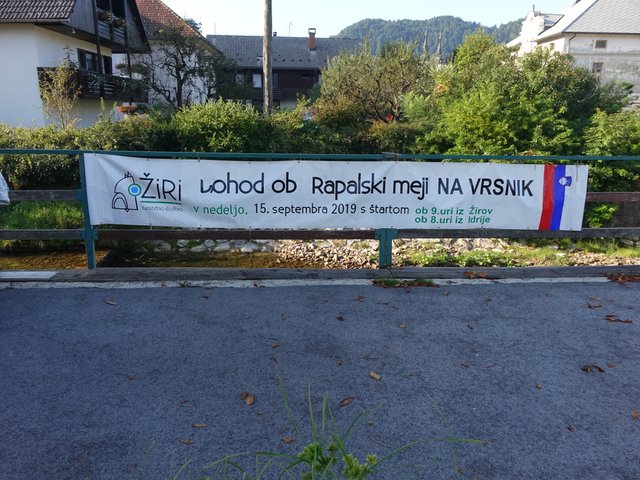 ŽiRi
turistično društvo
Pohod ob Rapalski meji NA VRSNIK
v nedeljo, 15. septembra 2019 s štartom
ob 9.uri iz Žirov
ob 8.uri iz Idrije